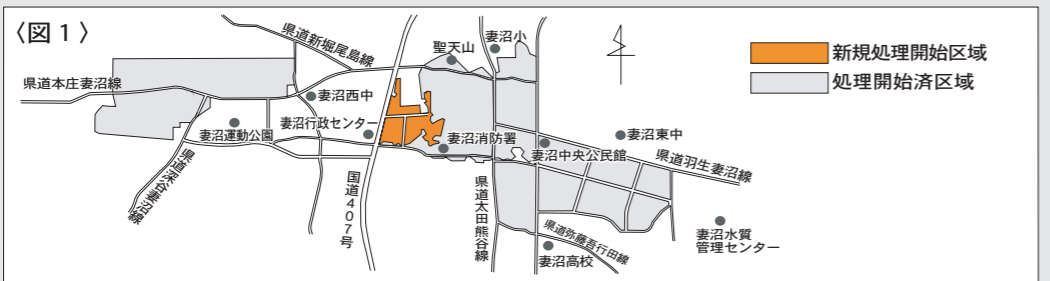 〈図1〉
県道新堀尾島線
聖天山
妻沼小
新規処理開始区域
処理開始済区域
県道本庄妻沼線
妻沼西中
妻沼運動公園
妻沼行政センター
妻沼消防署
妻沼中央公民館
妻沼東中
県道羽生妻沼線
県道深谷妻沼線
国道407号
県道太田熊谷線
県道弥藤吾行田線
妻沼高校
妻沼水質
管理センター